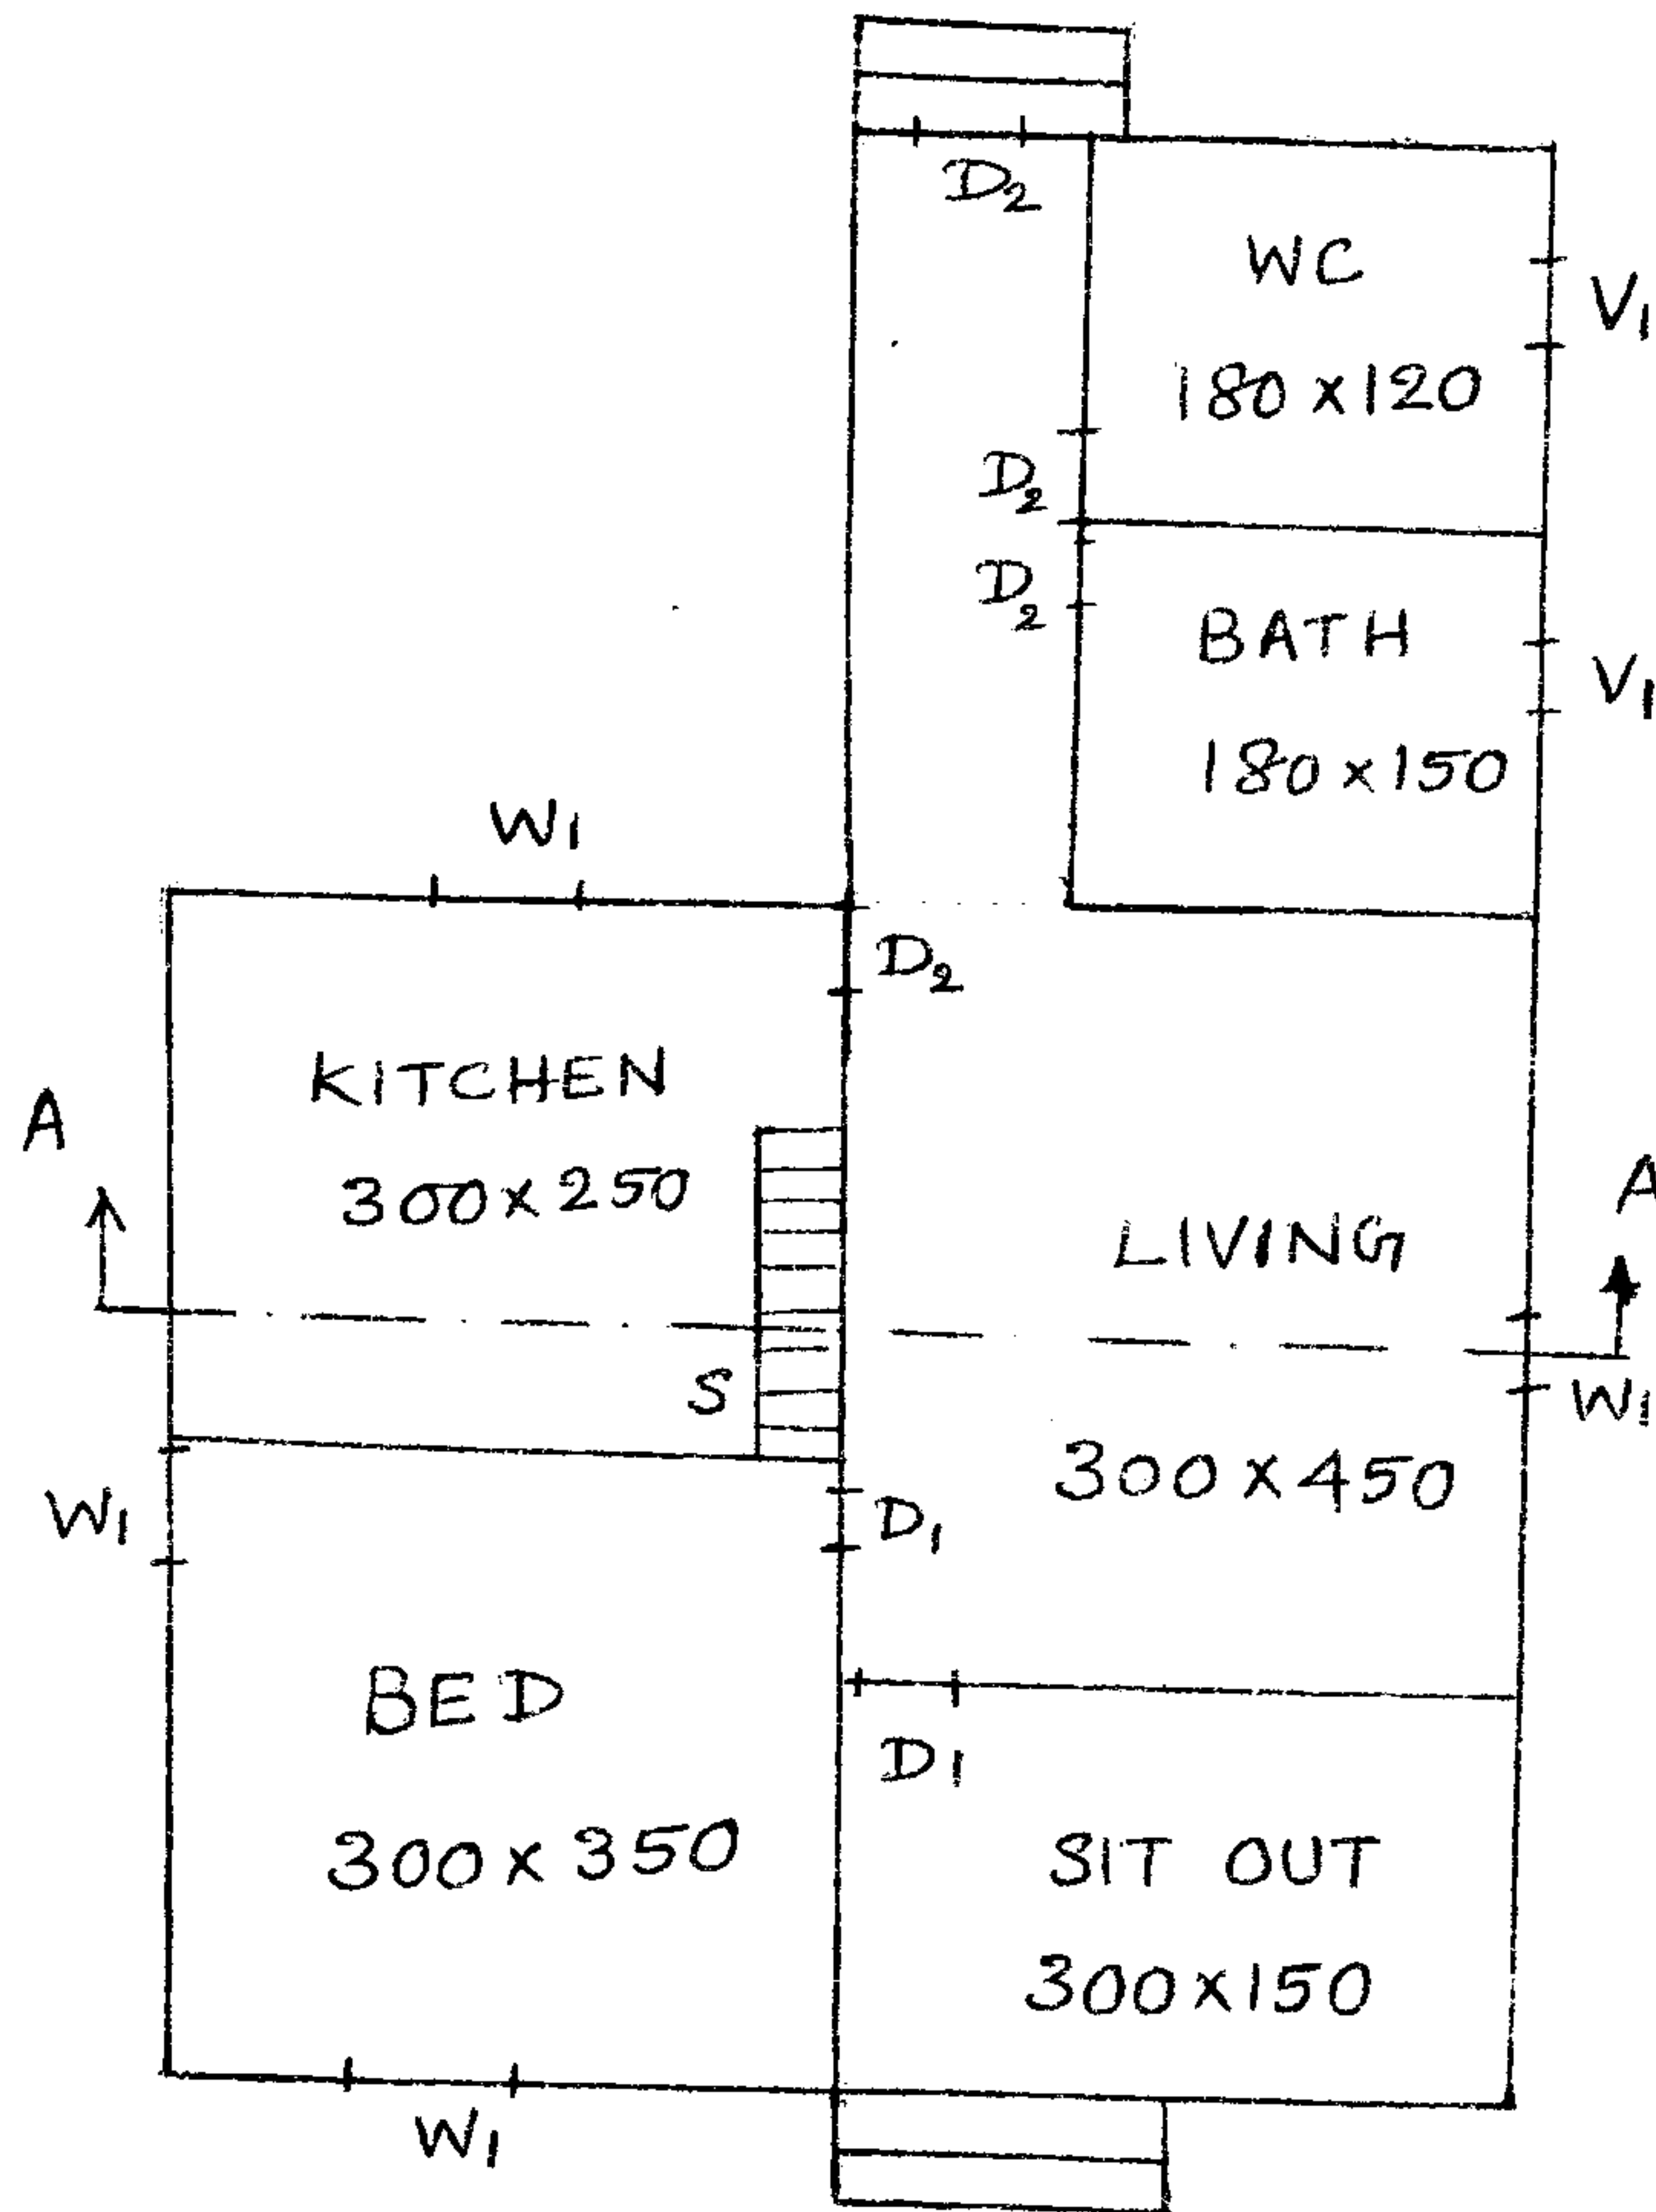 D2
WC
V1
180 x 120
D2
D2
BATH
V1
180 x 150
W1
D2
KITCHEN
A
300 x 250
A
LIVING
S
W1
300 x 450
W1
D1
BED
D1
300 x 350
SIT OUT
300 x 150
W1